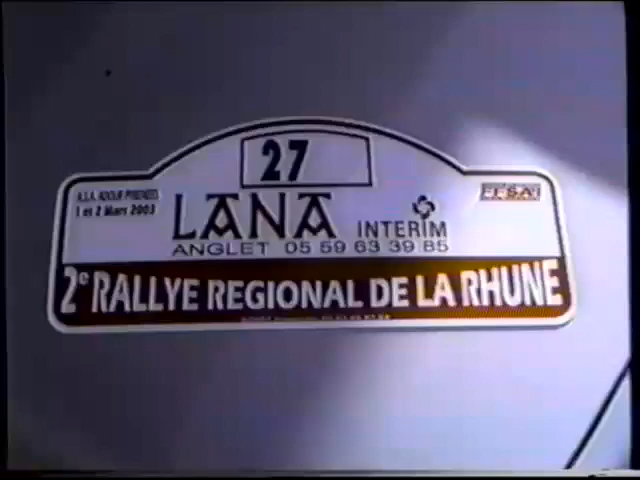 27
A.S.A. ADOUR PYRENEES
F.F.S.A.
1 et 2 Mars 2003
LANA INTERIM
ANGLET 05 59 63 39 85
2e RALLYE REGIONAL DE LA RHUNE